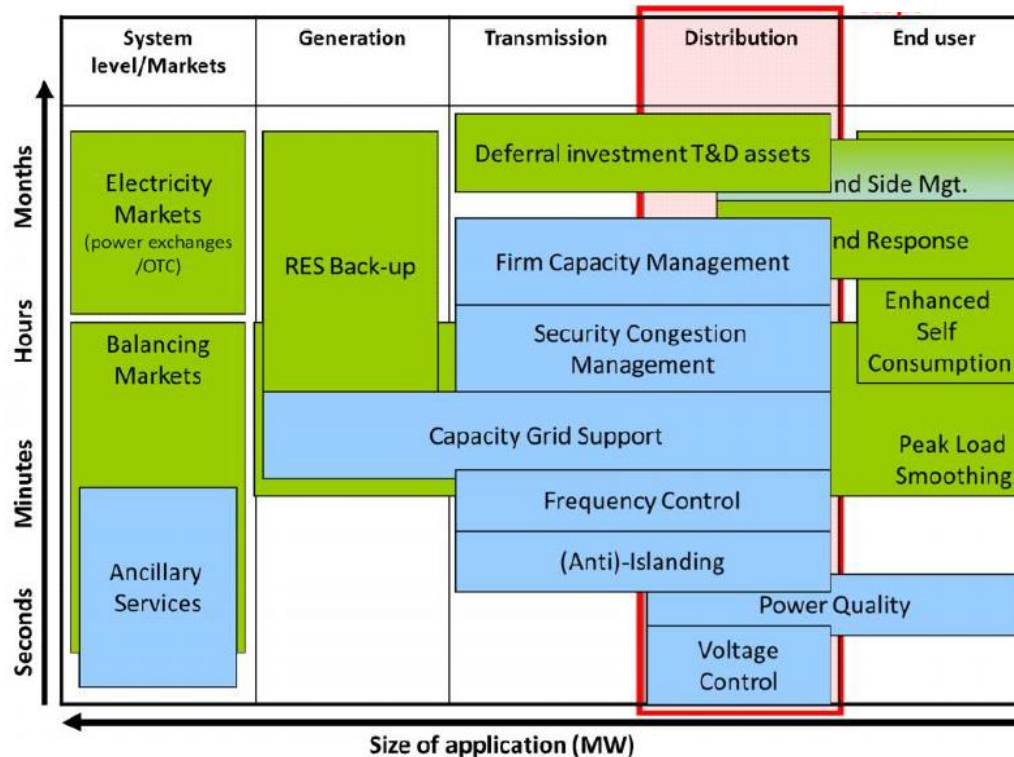 System
level/Markets
Generation
Transmission
Distribution
End user
Months
Hours
Minutes
Seconds
Electricity
Markets
(power exchanges
/OTC)
Balancing
Markets
Ancillary
Services
RES Back-up
Deferral investment T&D assets
Firm Capacity Management
Security Congestion
Management
Capacity Grid Support
Frequency Control
(Anti)-Islanding
Power Quality
Voltage
Control
nd Side Mgt.
nd Response
Enhanced
Self
Consumption
Peak Load
Smoothing
Size of application (MW)